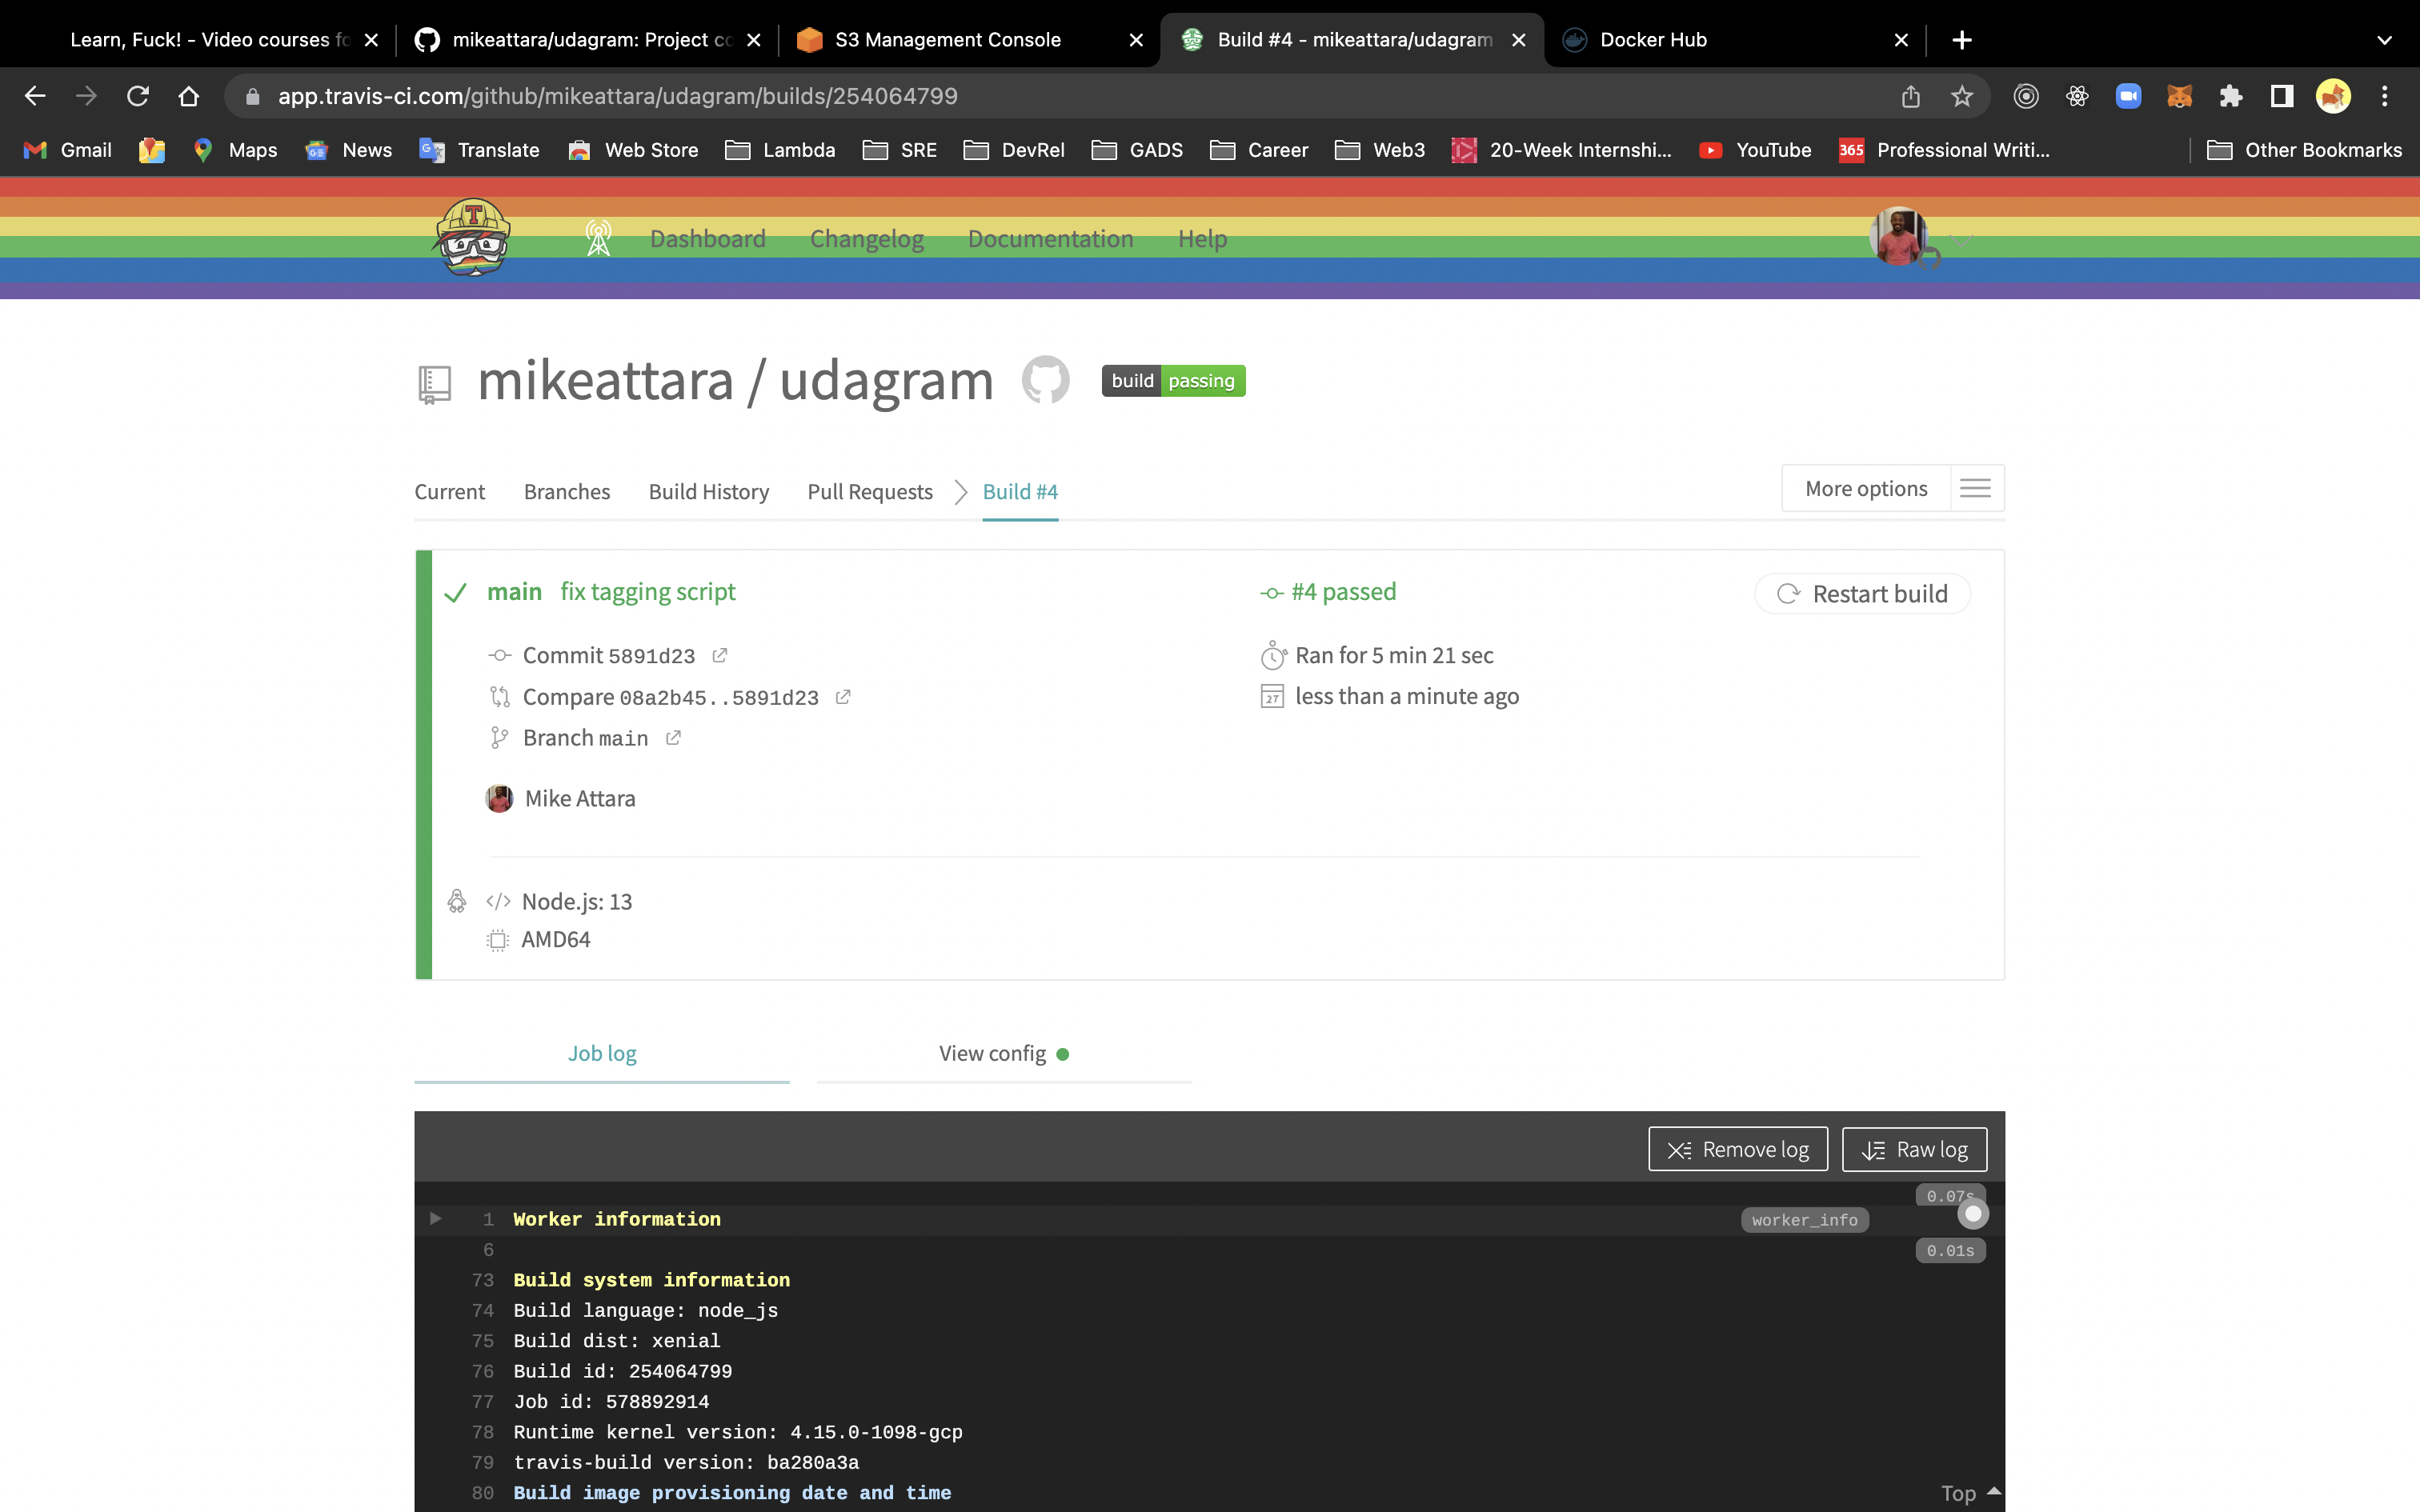 Learn, Fuck! - Video courses fo
mikeattara/udagram: Project co
S3 Management Console
Build #4 - mikeattara/udagram
Docker Hub
app.travis-ci.com/github/mikeattara/udagram/builds/254064799
Gmail
Maps
News
Translate
Web Store
Lambda
SRE
DevRel
GADS
Career
Web3
20-Week Internshi...
YouTube
365 Professional Writi...
Other Bookmarks
T
Dashboard
Changelog
Documentation
Help
mikeattara / udagram
build passing
Current
Branches
Build History
Pull Requests
Build #4
More options
main fix tagging script
#4 passed
Restart build
Commit 5891d23
Ran for 5 min 21 sec
Compare 08a2b45..5891d23
27 less than a minute ago
Branch main
Mike Attara
</> Node.js: 13
AMD64
Job log
View config
Remove log
Raw log
0.07s
1 Worker information
worker_info
6
0.01s
73 Build system information
74 Build language: node_js
75 Build dist: xenial
76 Build id: 254064799
77 Job id: 578892914
78 Runtime kernel version: 4.15.0-1098-gcp
79 travis-build version: ba280a3a
80 Build image provisioning date and time
Top